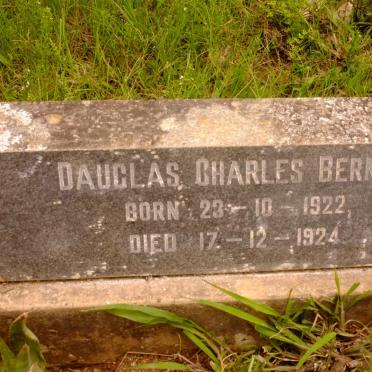 DAUGLAS CHARLES BERN
BORN 23-10-1922,
DIED 17-12-1924